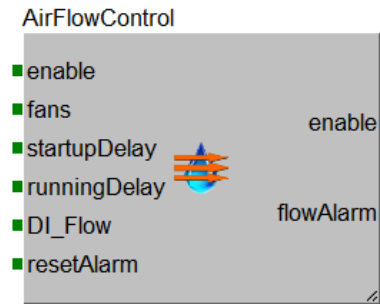 AirFlowControl
enable
fans
startupDelay
runningDelay
DI_Flow
resetAlarm
enable
flowAlarm